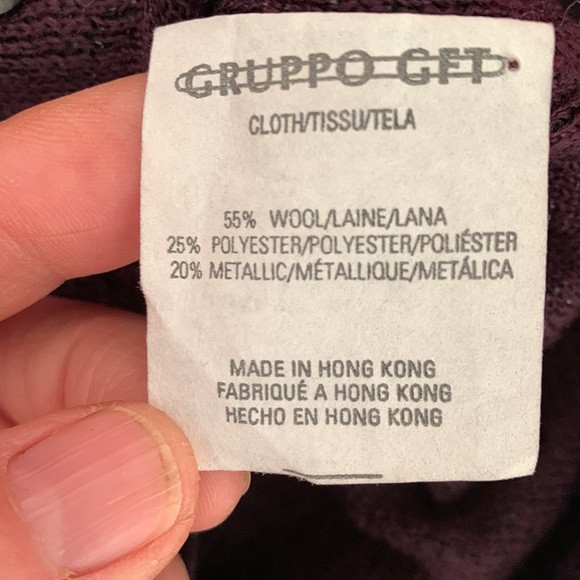 GRUPPO GFT
CLOTH/TISSU/TELA
55% WOOL/LAINE/LANA
25% POLYESTER/POLYESTER/POLIÉSTER
20% METALLIC/MÉTALLIQUE/METÁLICA
MADE IN HONG KONG
FABRIQUÉ A HONG KONG
HECHO EN HONG KONG